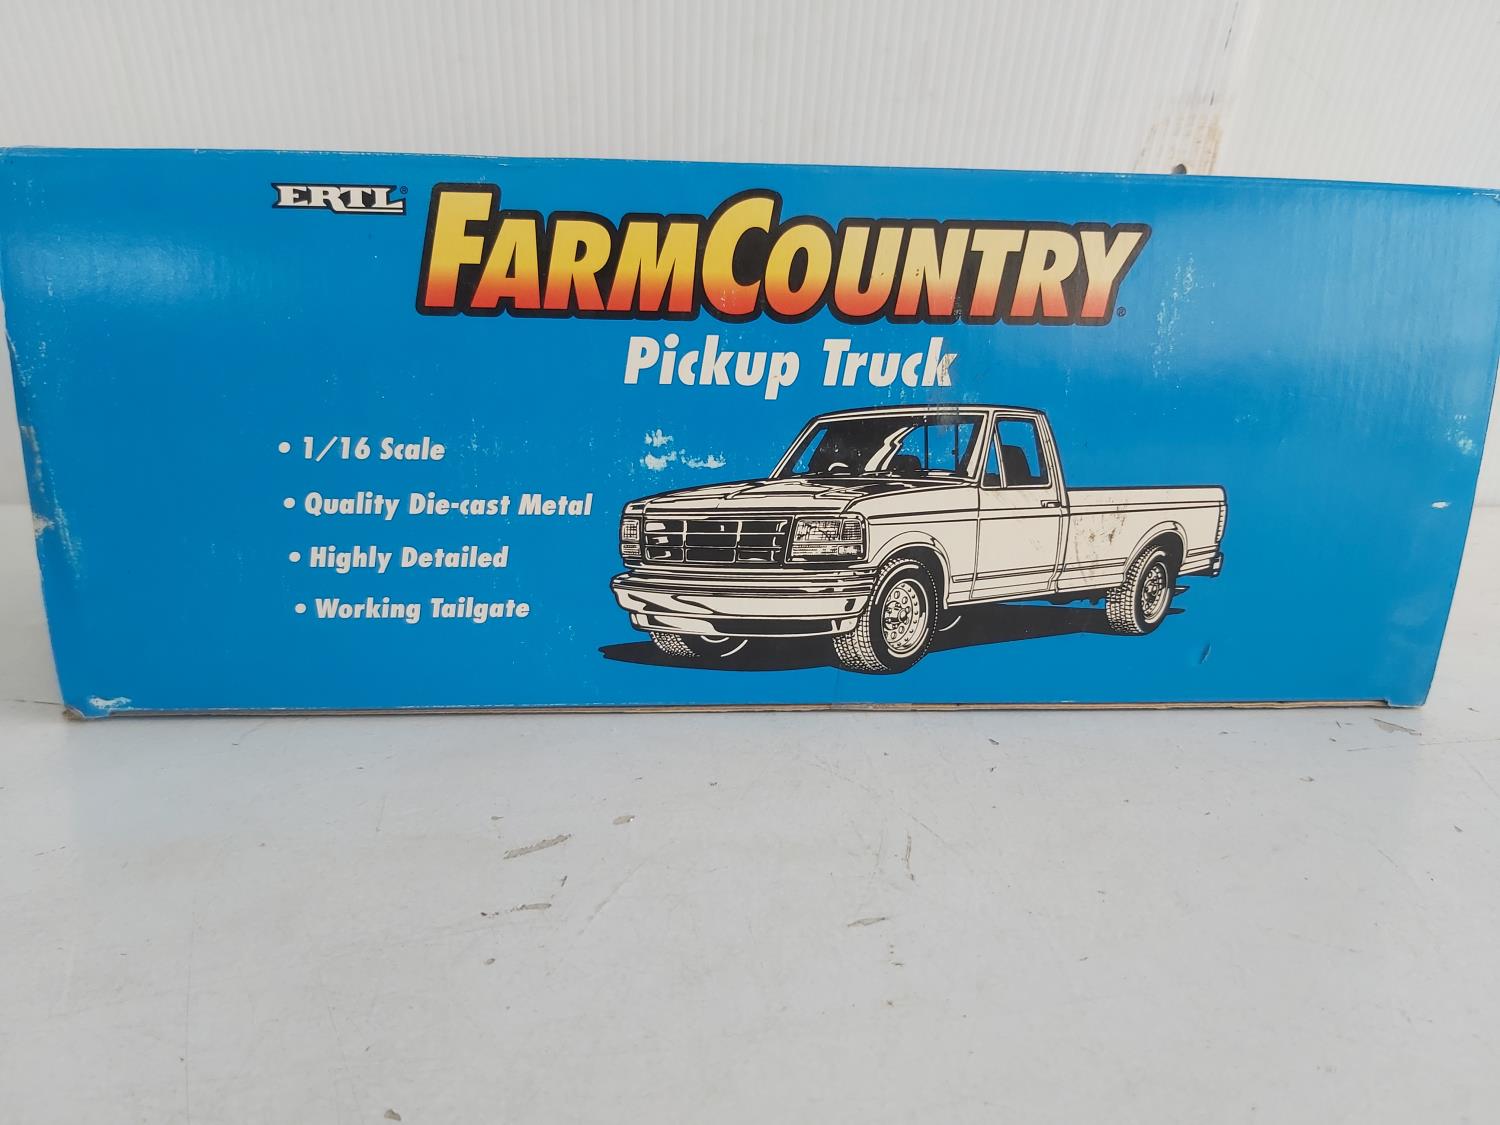 ERTL®
FARMCOUNTRY®
Pickup Truck
• 1/16 Scale
• Quality Die-cast Metal
• Highly Detailed
• Working Tailgate